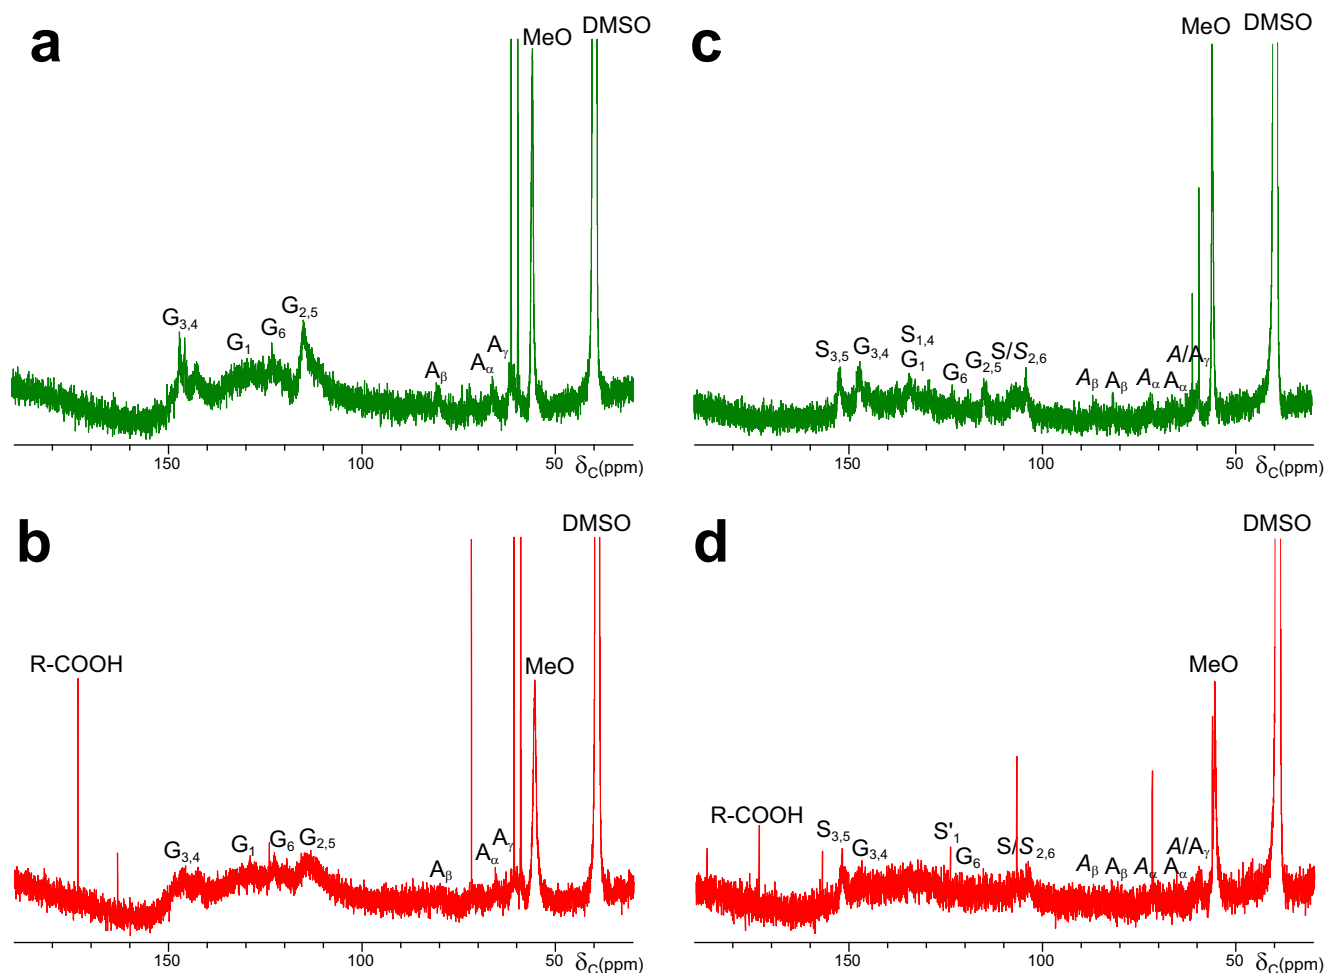 a
MeO
DMSO
G3,4
G1
G6
G2,5
Aβ
Aα
Aγ
150
100
50
δC(ppm)
c
MeO
DMSO
S3,5
G3,4
S1,4
G1
G6
G2,5
S/S2,6
Aβ
Aβ
Aα
Aα
A/Aγ
150
100
50
δC(ppm)
b
DMSO
MeO
R-COOH
G3,4
G1
G6
G2,5
Aβ
Aα
Aγ
150
100
50
δC(ppm)
d
DMSO
MeO
R-COOH
S3,5
G3,4
S'1
G6
S/S2,6
Aβ
Aβ
Aα
Aα
A/Aγ
150
100
50
δC(ppm)